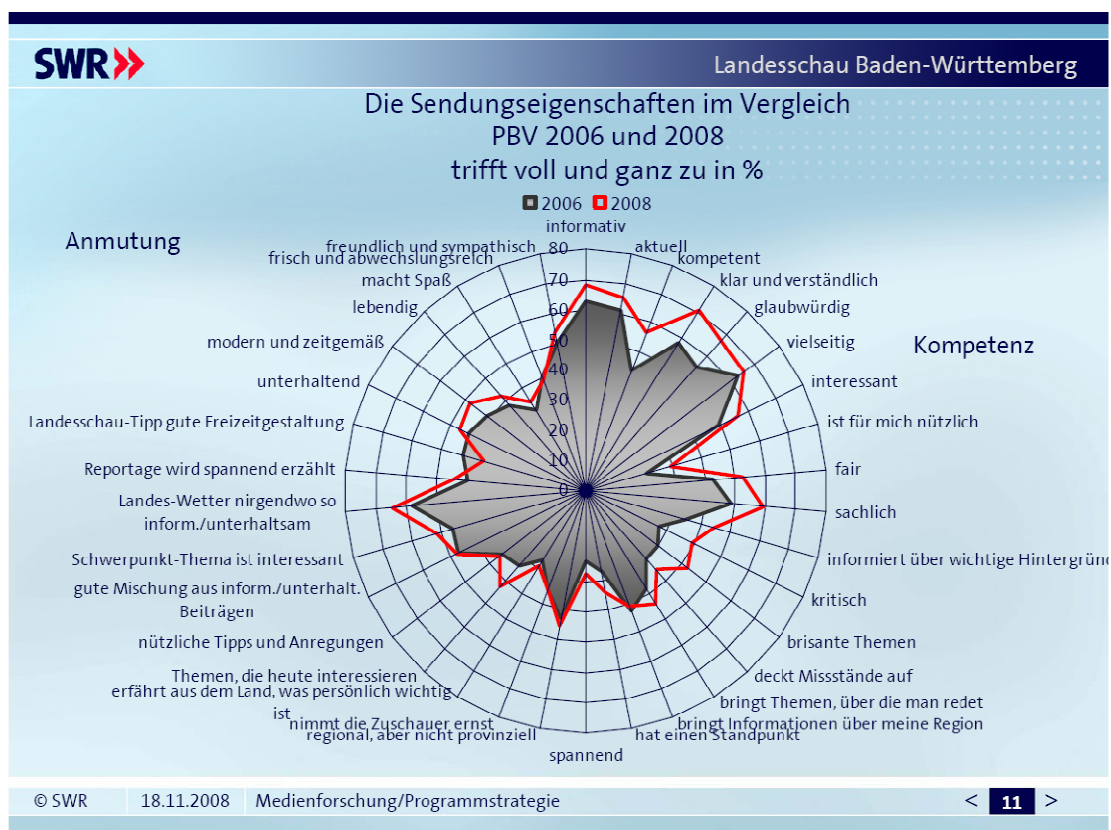 SWR
Landesschau Baden-Württemberg
Die Sendungseigenschaften im Vergleich
PBV 2006 und 2008
trifft voll und ganz zu in %
2006 2008
Anmutung
Kompetenz
informativ
aktuell
kompetent
klar und verständlich
glaubwürdig
vielseitig
interessant
ist für mich nützlich
fair
sachlich
informiert über wichtige Hintergrün
kritisch
brisante Themen
deckt Missstände auf
bringt Themen, über die man redet
bringt Informationen über meine Region
hat einen Standpunkt
spannend
regional, aber nicht provinziell
nimmt die Zuschauer ernst
erfährt aus dem Land, was persönlich wichtig
ist
Themen, die heute interessieren
nützliche Tipps und Anregungen
gute Mischung aus inform./unterhalt.
Beiträgen
Schwerpunkt-Thema ist interessant
Landes-Wetter nirgendwo so
inform./unterhaltsam
Reportage wird spannend erzählt
Landesschau-Tipp gute Freizeitgestaltung
unterhaltend
modern und zeitgemäß
lebendig
macht Spaß
frisch und abwechslungsreich
freundlich und sympathisch
80
70
60
50
40
30
20
10
0
© SWR 18.11.2008 Medienforschung/Programmstrategie < 11 >